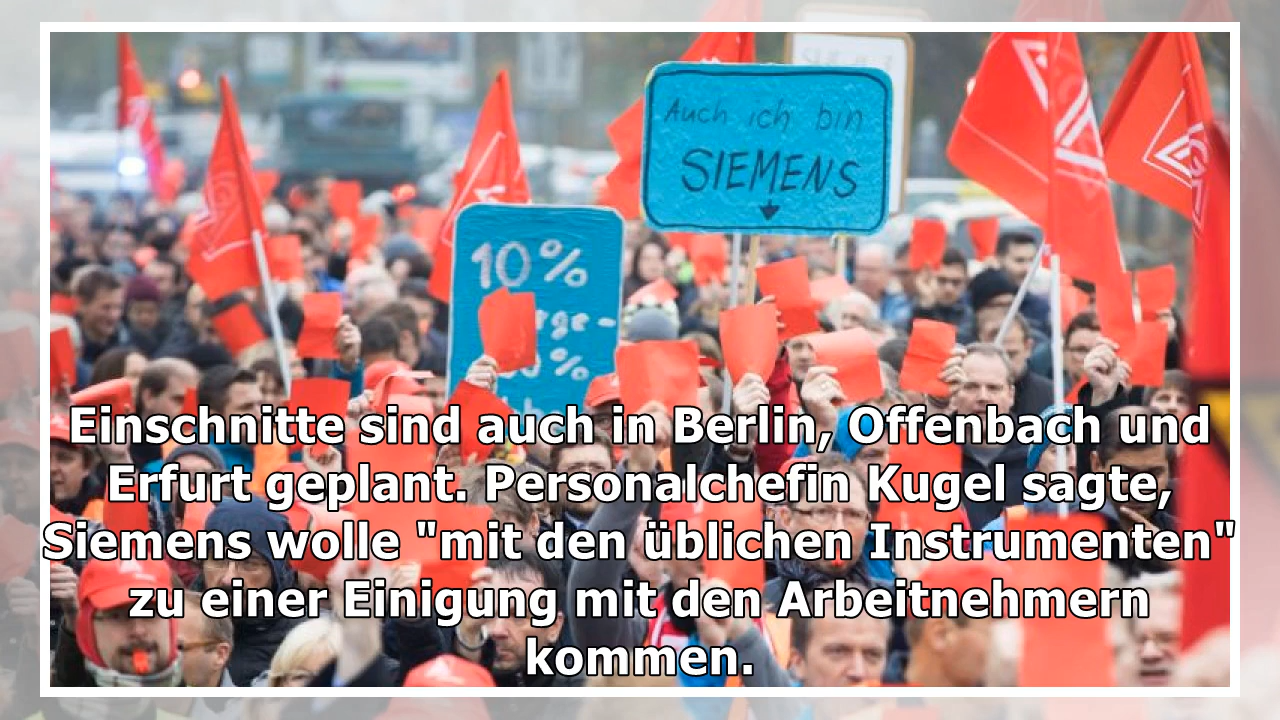 Auch ich bin
SIEMENS
10%
Einschnitte sind auch in Berlin, Offenbach und
Erfurt geplant. Personalchefin Kugel sagte,
Siemens wolle "mit den üblichen Instrumenten"
zu einer Einigung mit den Arbeitnehmern
kommen.